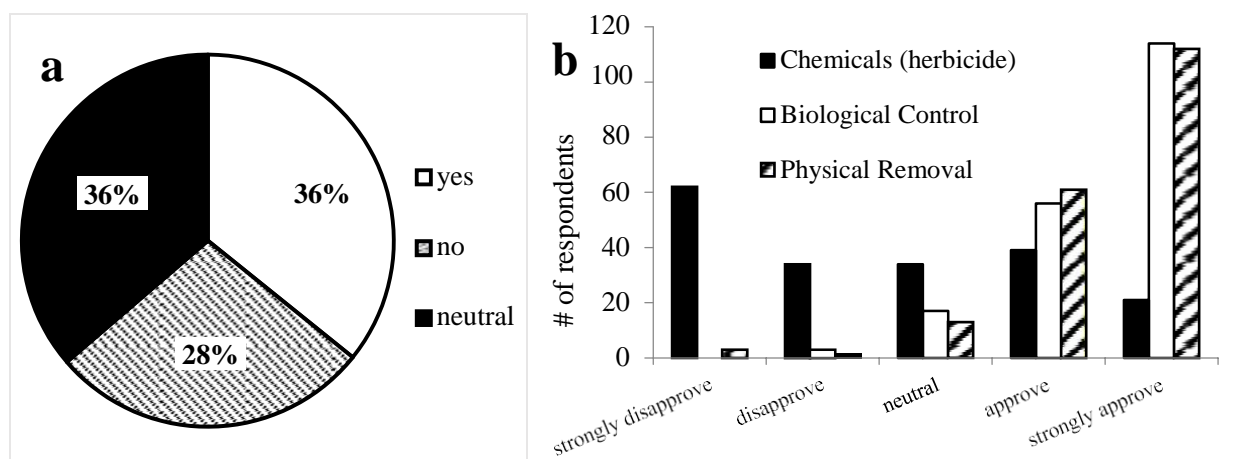 a
36%
36%
28%
yes
no
neutral
b
# of respondents
120
100
80
60
40
20
0
Chemicals (herbicide)
Biological Control
Physical Removal
strongly disapprove
disapprove
neutral
approve
strongly approve